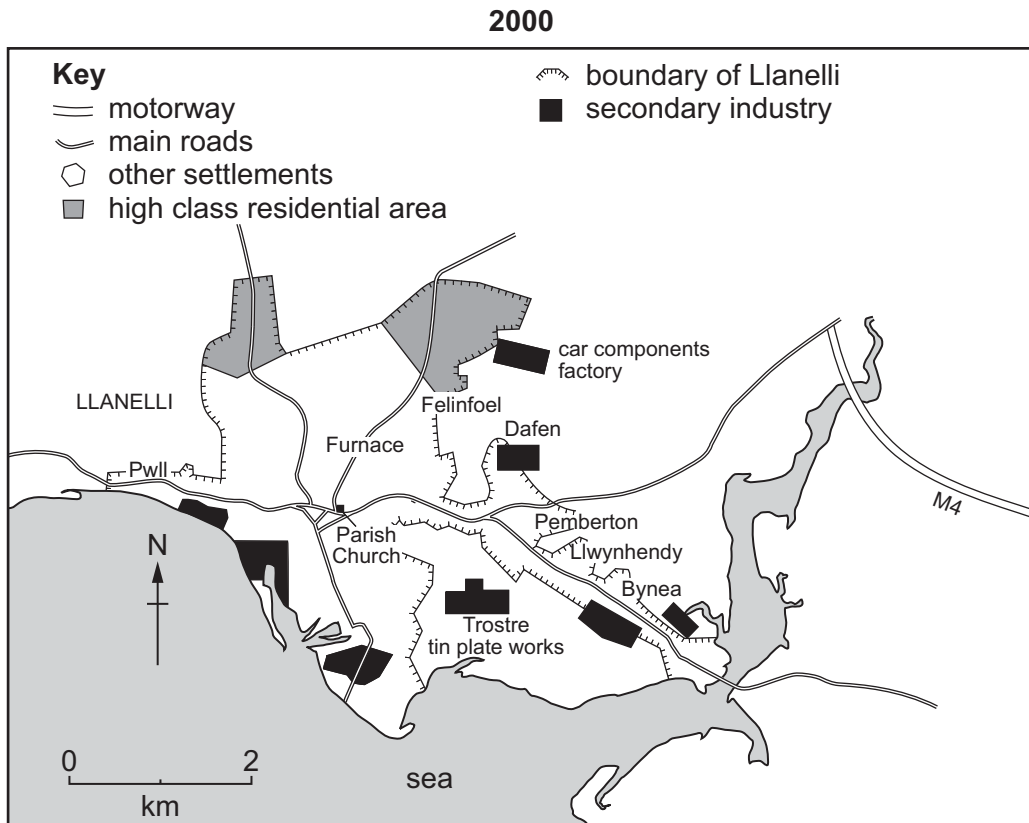 2000
Key
motorway
main roads
other settlements
high class residential area
boundary of Llanelli
secondary industry
car components
factory
LLANELLI
Felinfoel
Dafen
Furnace
Pwll
M4
Parish
Church
Pemberton
Llwynhendy
Bynea
N
Trostre
tin plate works
0 2
km
sea